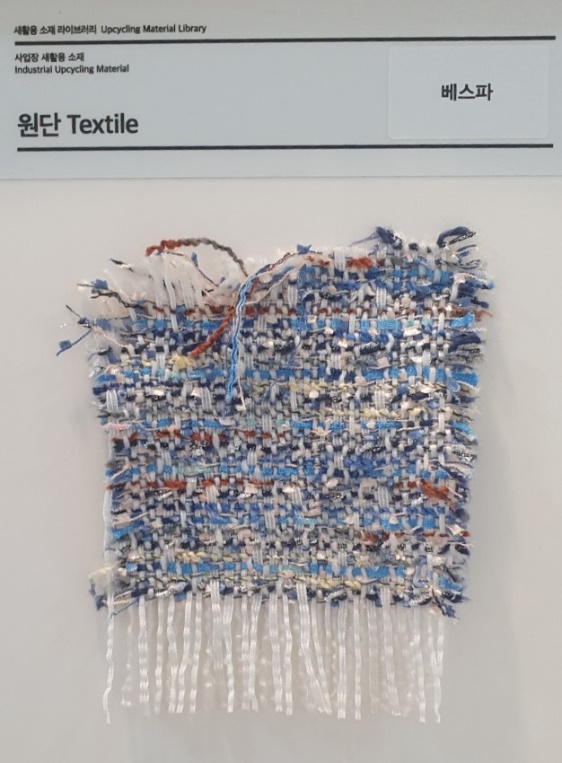 새활용 소재 라이브러리 Upcycling Material Library
사업장 새활용 소재
Industrial Upcycling Material
원단 Textile
베스파